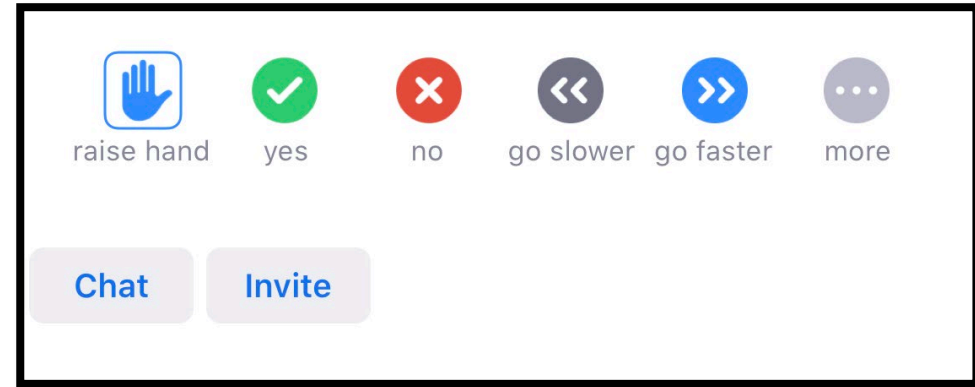 raise hand yes no go slower go faster more
Chat Invite